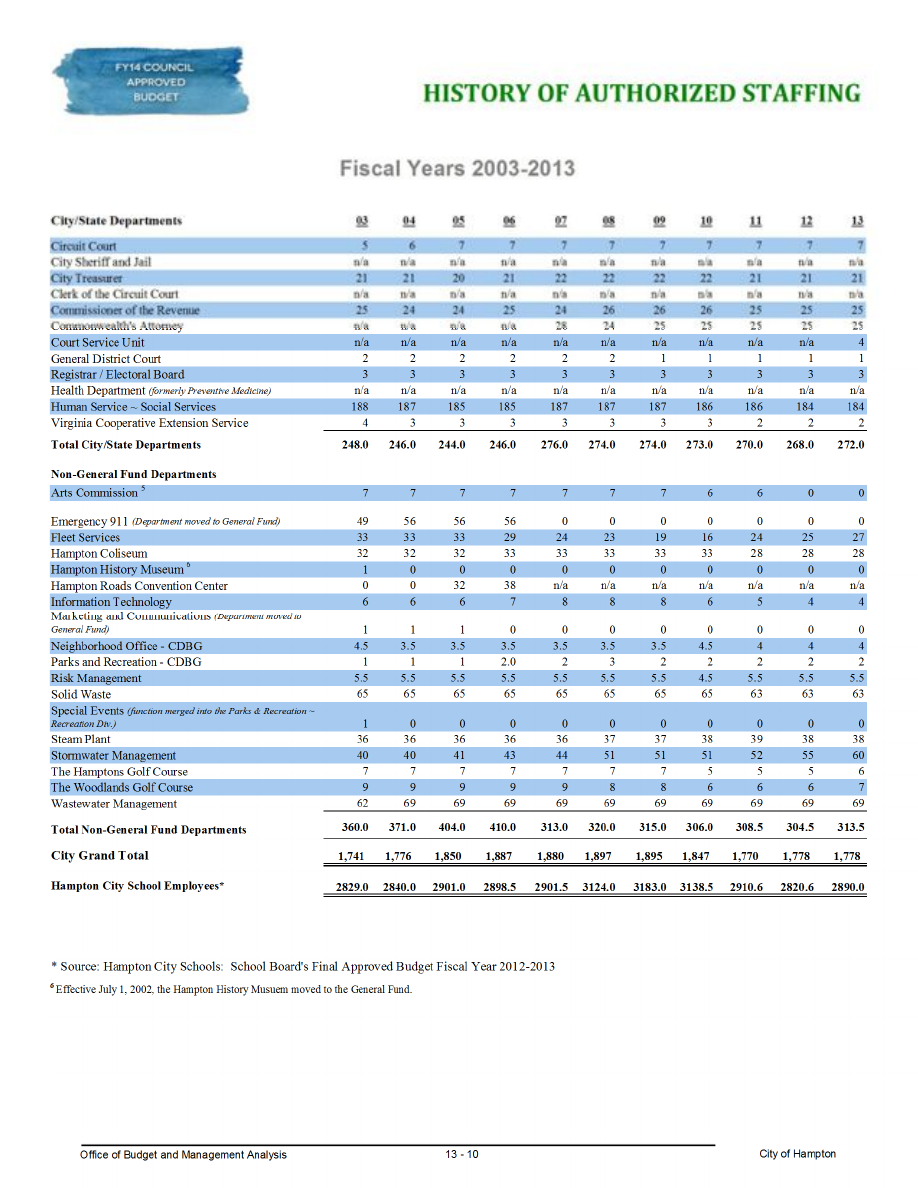 FY14 COUNCIL
APPROVED
BUDGET
HISTORY OF AUTHORIZED STAFFING
Fiscal Years 2003-2013
City/State Departments 03 04 05 06 07 08 09 10 11 12 13
Circuit Court 5 6 7 7 7 7 7 7 7 7 7
City Sheriff and Jail n/a n/a n/a n/a n/a n/a n/a n/a n/a n/a n/a
City Treasurer 21 21 20 21 22 22 22 22 21 21 21
Clerk of the Circuit Court n/a n/a n/a n/a n/a n/a n/a n/a n/a n/a n/a
Commissioner of the Revenue 25 24 24 25 24 26 26 26 25 25 25
Commonwealth's Attorney n/a n/a n/a n/a 28 24 25 25 25 25 25
Court Service Unit n/a n/a n/a n/a n/a n/a n/a n/a n/a n/a 4
General District Court 2 2 2 2 2 2 1 1 1 1 1
Registrar / Electoral Board 3 3 3 3 3 3 3 3 3 3 3
Health Department (formerly Preventive Medicine) n/a n/a n/a n/a n/a n/a n/a n/a n/a n/a n/a
Human Service ~ Social Services 188 187 185 185 187 187 187 186 186 184 184
Virginia Cooperative Extension Service 4 3 3 3 3 3 3 3 2 2 2
Total City/State Departments 248.0 246.0 244.0 246.0 276.0 274.0 274.0 273.0 270.0 268.0 272.0
Non-General Fund Departments
Arts Commission 5 7 7 7 7 7 7 7 6 6 0 0
Emergency 911 (Department moved to General Fund) 49 56 56 56 0 0 0 0 0 0 0
Fleet Services 33 33 33 29 24 23 19 16 24 25 27
Hampton Coliseum 32 32 32 33 33 33 33 33 28 28 28
Hampton History Museum 6 1 0 0 0 0 0 0 0 0 0 0
Hampton Roads Convention Center 0 0 32 38 n/a n/a n/a n/a n/a n/a n/a
Information Technology 6 6 6 7 8 8 8 6 5 4 4
Marketing and Communications (Department moved to
General Fund) 1 1 1 0 0 0 0 0 0 0 0
Neighborhood Office - CDBG 4.5 3.5 3.5 3.5 3.5 3.5 3.5 4.5 4 4 4
Parks and Recreation - CDBG 1 1 1 2.0 2 3 2 2 2 2 2
Risk Management 5.5 5.5 5.5 5.5 5.5 5.5 5.5 4.5 5.5 5.5 5.5
Solid Waste 65 65 65 65 65 65 65 65 63 63 63
Special Events (function merged into the Parks & Recreation ~
Recreation Div.) 1 0 0 0 0 0 0 0 0 0 0
Steam Plant 36 36 36 36 36 37 37 38 39 38 38
Stormwater Management 40 40 41 43 44 51 51 51 52 55 60
The Hamptons Golf Course 7 7 7 7 7 7 7 5 5 5 6
The Woodlands Golf Course 9 9 9 9 9 8 8 6 6 6 7
Wastewater Management 62 69 69 69 69 69 69 69 69 69 69
Total Non-General Fund Departments 360.0 371.0 404.0 410.0 313.0 320.0 315.0 306.0 308.5 304.5 313.5
City Grand Total 1,741 1,776 1,850 1,887 1,880 1,897 1,895 1,847 1,770 1,778 1,778
Hampton City School Employees* 2829.0 2840.0 2901.0 2898.5 2901.5 3124.0 3183.0 3138.5 2910.6 2820.6 2890.0
* Source: Hampton City Schools: School Board's Final Approved Budget Fiscal Year 2012-2013
6 Effective July 1, 2002, the Hampton History Musuem moved to the General Fund.
Office of Budget and Management Analysis 13 - 10 City of Hampton